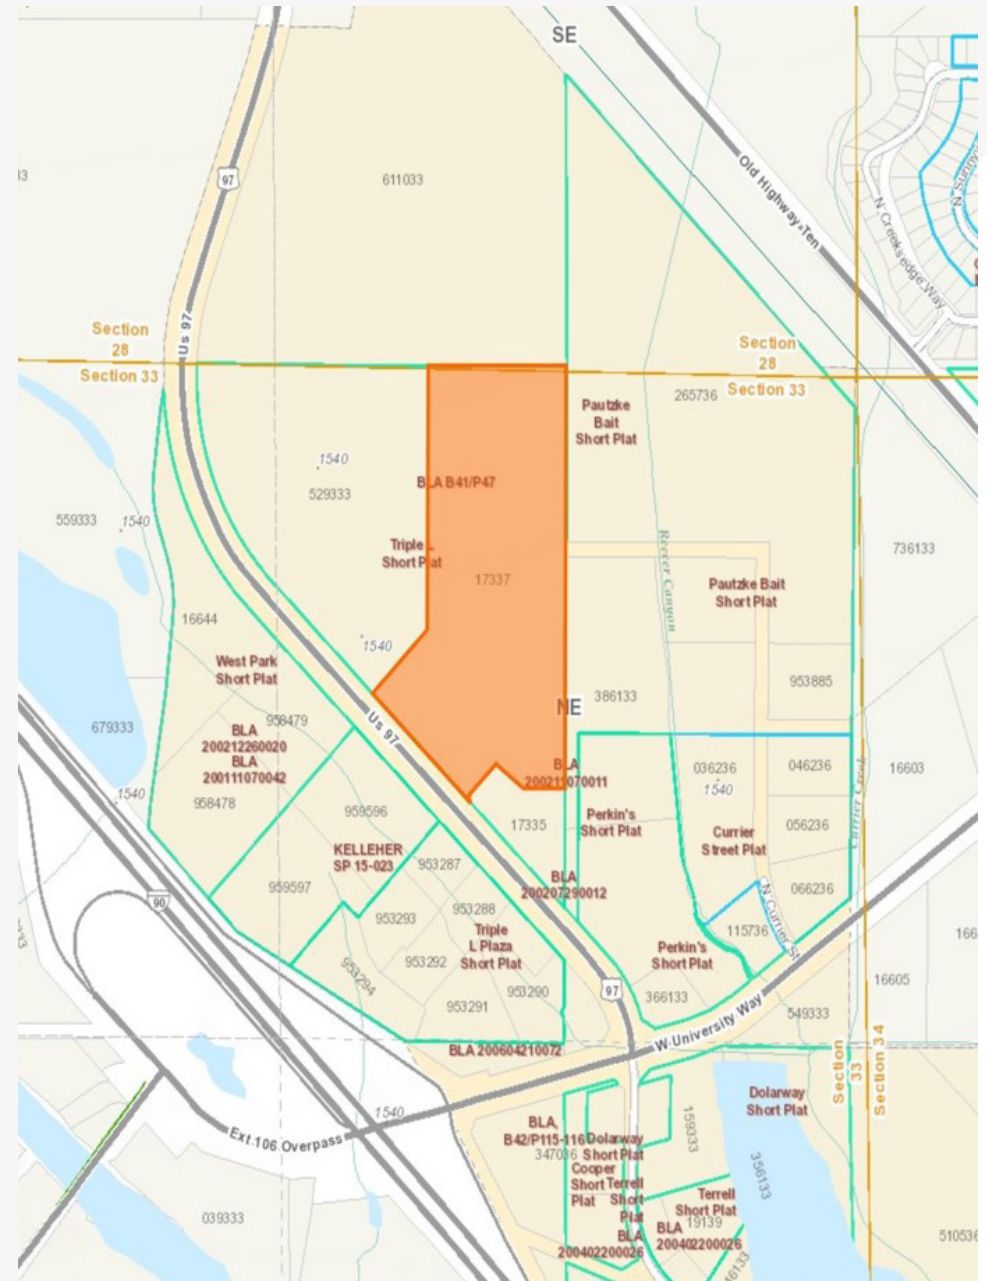 SE
33
97
611033
Old Highway-Ten
N Creeksedge Way
Us 97
Section
28
Section 33
Section
28
Section 33
265736
Pautzke
Bait
Short Plat
1540
529333
BLA B41/P47
559333
1540
Triple L
Short Plat
17337
Reecer Canyon
736133
Pautzke Bait
Short Plat
16644
1540
West Park
Short Plat
386133
953885
NE
679333
958479
Us 97
BLA
200212260020
BLA
200111070042
BLA
200211070011
036236
1540
046236
16603
1540
958478
959596
17335
Perkin's
Short Plat
Currier
Street Plat
056236
Currier Creek
KELLEHER
SP 15-023
953287
BLA
200207290012
066236
959597
90
953293
953288
N Currier St
115736
166
Triple
L Plaza
Short Plat
953292
953294
Perkin's
Short Plat
953290
97
366133
16605
953291
549333
W University Way
BLA 200604210072
Section
33
Section 34
Dolarway
Short Plat
1540
Ext 106 Overpass
BLA,
B42/P115-116
347036
Dolarway
Short Plat
159333
Cooper
Short
Plat
Terrell
Short
Plat
356133
Terrell
Short Plat
19139
BLA
200402200026
BLA
200402200026
039333
510536
46133